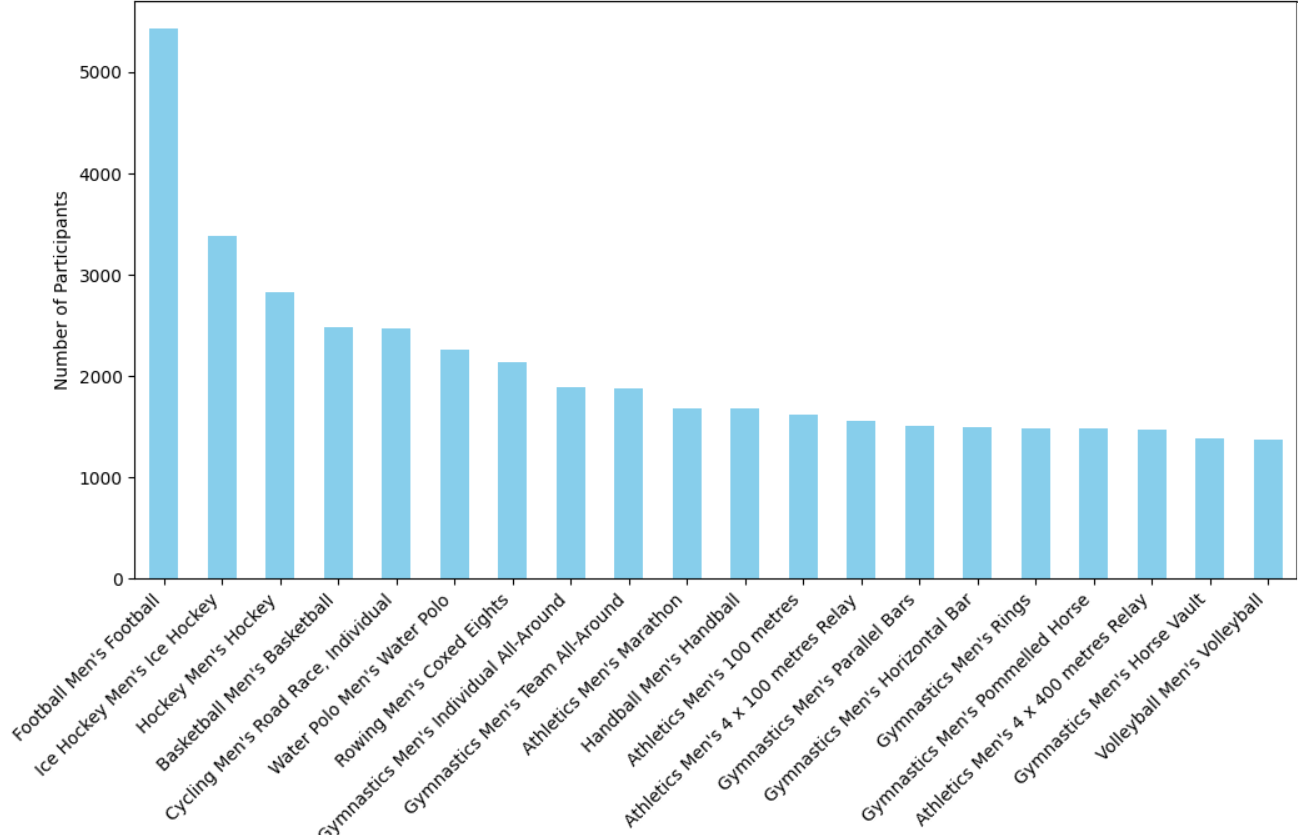 Number of Participants
5000
4000
3000
2000
1000
0
Football Men's Football
Ice Hockey Men's Ice Hockey
Hockey Men's Hockey
Basketball Men's Basketball
Cycling Men's Road Race, Individual
Water Polo Men's Water Polo
Rowing Men's Coxed Eights
Gymnastics Men's Individual All-Around
Gymnastics Men's Team All-Around
Athletics Men's Marathon
Handball Men's Handball
Athletics Men's 100 metres
Athletics Men's 4 x 100 metres Relay
Gymnastics Men's Parallel Bars
Gymnastics Men's Horizontal Bar
Gymnastics Men's Rings
Gymnastics Men's Pommelled Horse
Athletics Men's 4 x 400 metres Relay
Gymnastics Men's Horse Vault
Volleyball Men's Volleyball